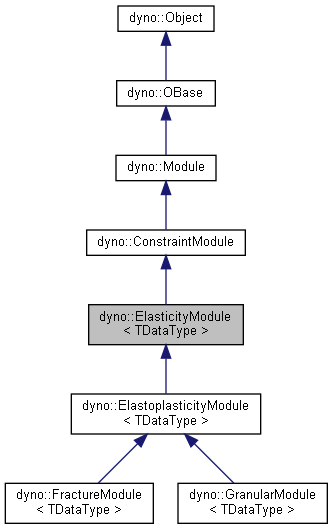 dyno::Object
dyno::OBase
dyno::Module
dyno::ConstraintModule
dyno::ElasticityModule
< TDataType >
dyno::ElastoplasticityModule
< TDataType >
dyno::FractureModule
< TDataType >
dyno::GranularModule
< TDataType >